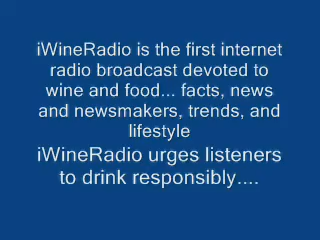 iWineRadio is the first internet
radio broadcast devoted to
wine and food... facts, news
and newsmakers, trends, and
lifestyle
iWineRadio urges listeners
to drink responsibly....